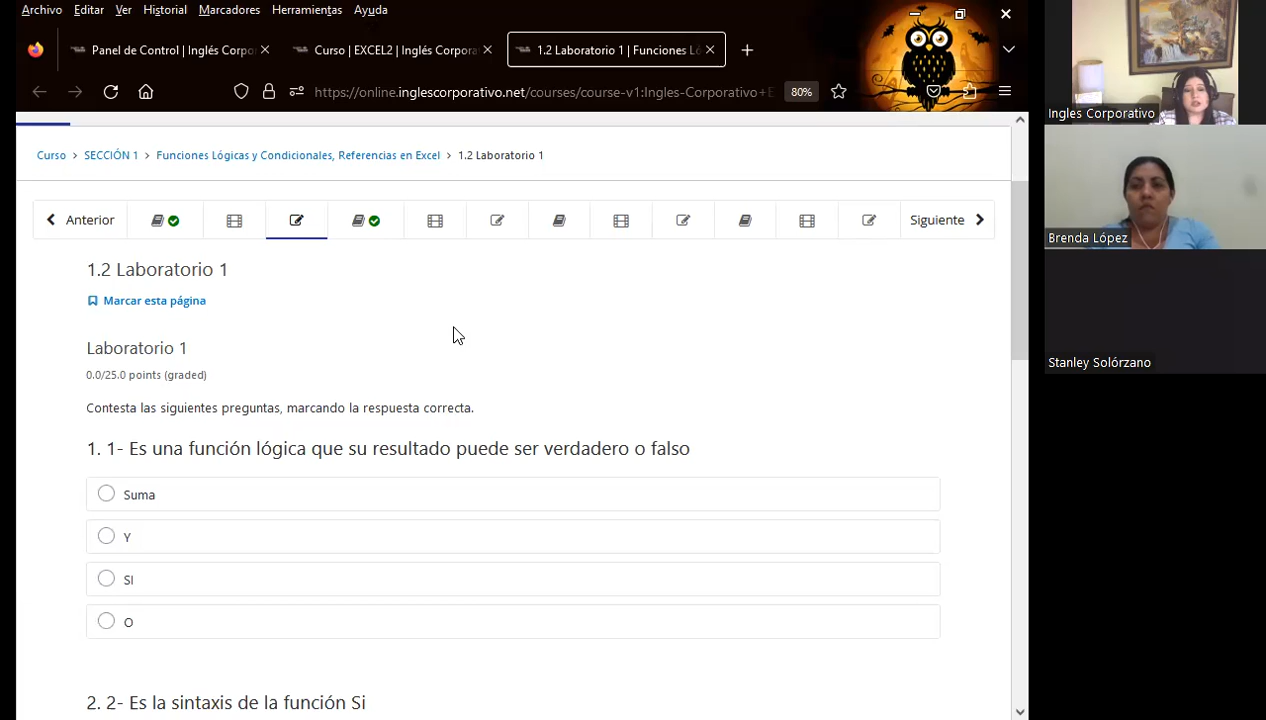 Archivo Editar Ver Historial Marcadores Herramientas Ayuda
Panel de Control | Inglés Corpo
Curso | EXCEL2 | Inglés Corpora
1.2 Laboratorio 1 | Funciones Ló
https://online.inglescorporativo.net/courses/course-v1:Ingles-Corporativo+E
80%
Curso > SECCIÓN 1 > Funciones Lógicas y Condicionales, Referencias en Excel > 1.2 Laboratorio 1
Anterior
Siguiente
1.2 Laboratorio 1
Marcar esta página
Laboratorio 1
0.0/25.0 points (graded)
Contesta las siguientes preguntas, marcando la respuesta correcta.
1. 1- Es una función lógica que su resultado puede ser verdadero o falso
Suma
Y
SI
O
2. 2- Es la sintaxis de la función Si
Ingles Corporativo
Brenda López
Stanley Solórzano